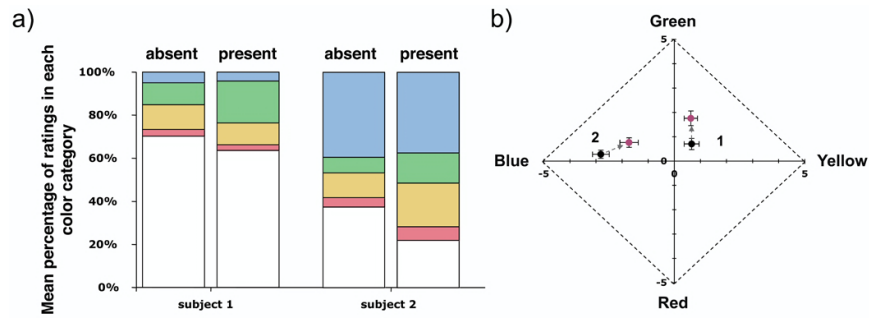 a)
absent present absent present
Mean percentage of ratings in each
color category
100%
80%
60%
40%
20%
0%
subject 1 subject 2
b)
Green
5
2
1
Blue
0
Yellow
-5
0
5
-5
Red